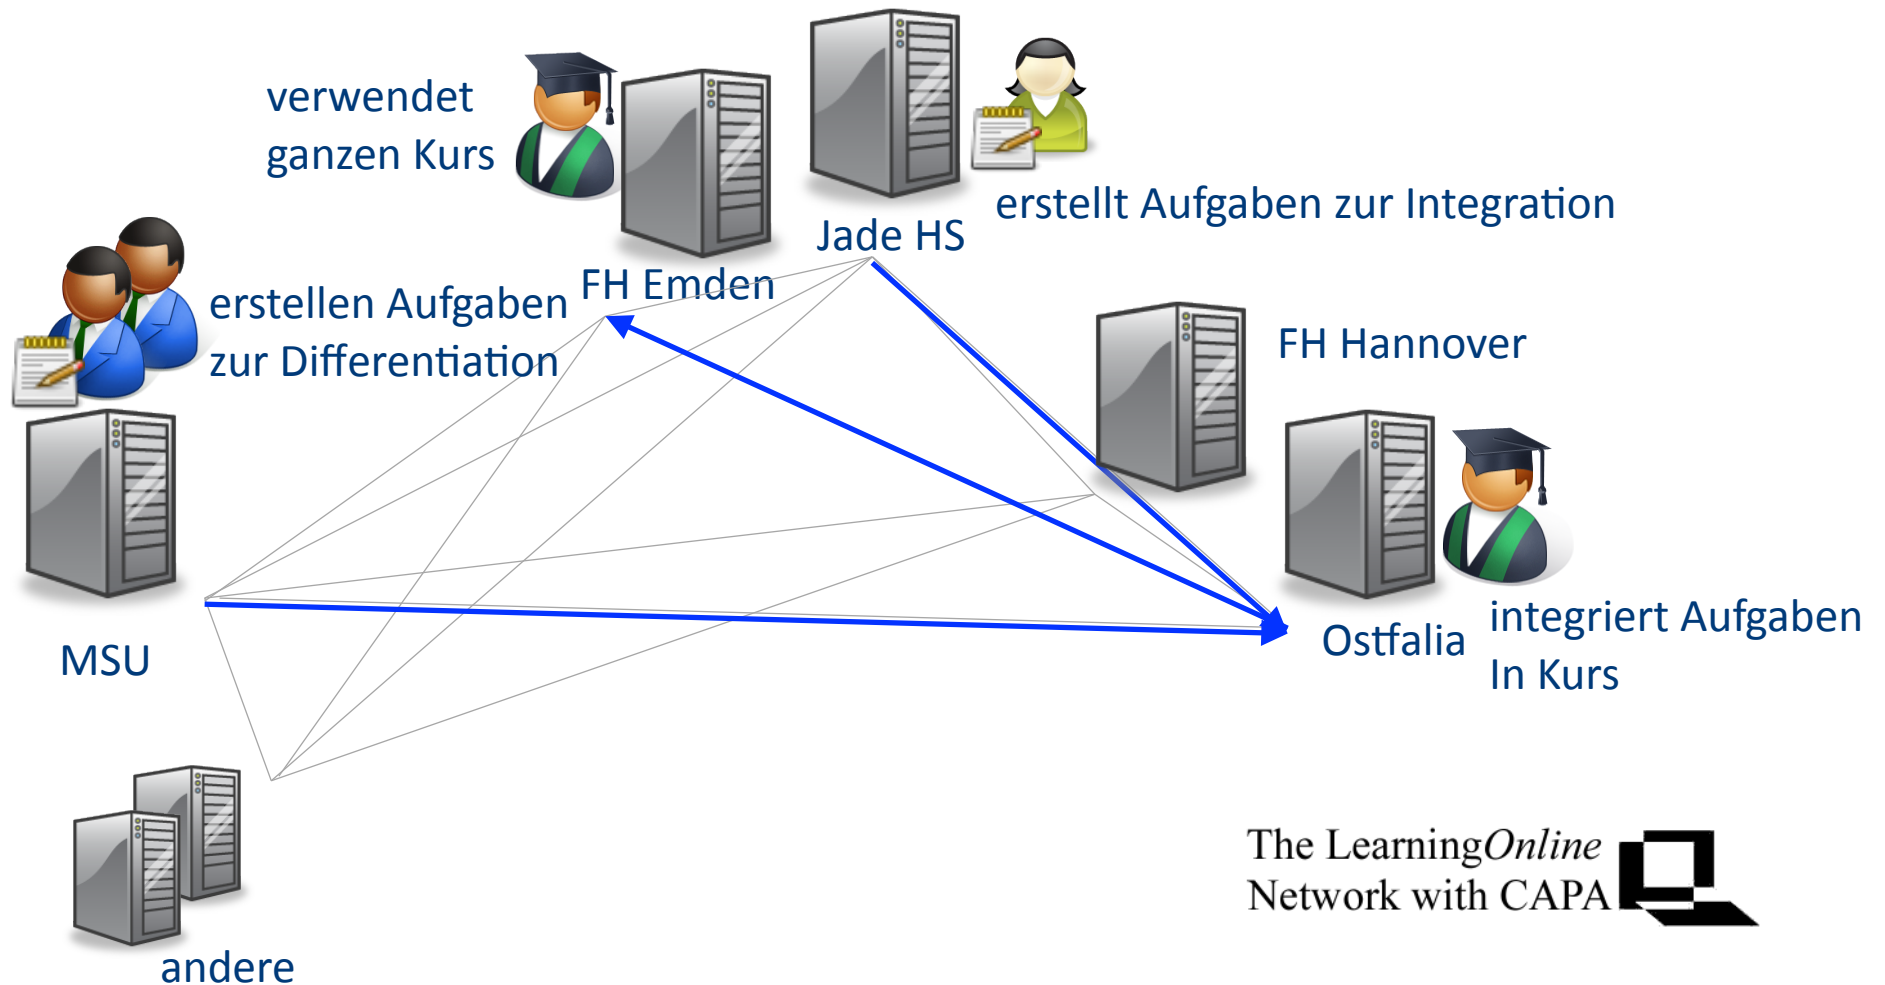 verwendet
ganzen Kurs
Jade HS
erstellt Aufgaben zur Integration
FH Emden
erstellen Aufgaben
zur Differentiation
FH Hannover
MSU
Ostfalia
integriert Aufgaben
In Kurs
andere
The LearningOnline
Network with CAPA